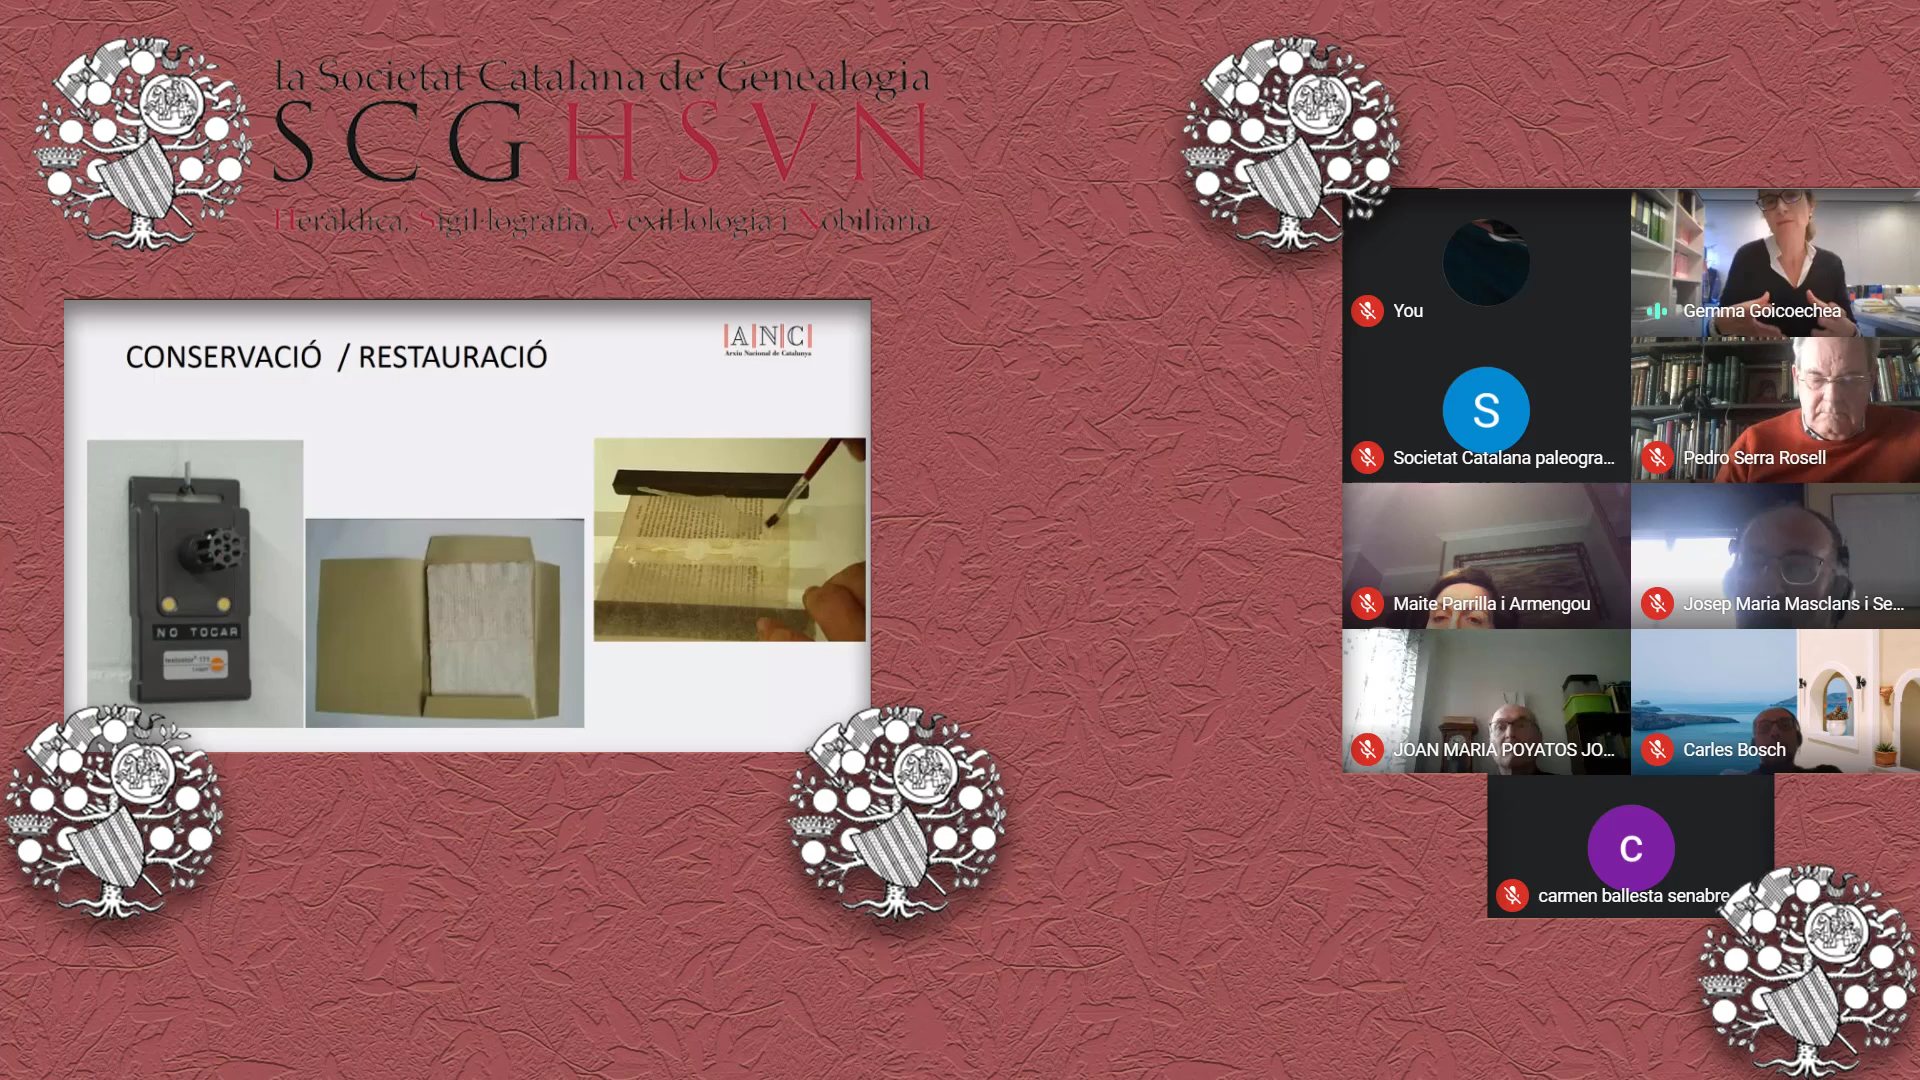 la Societat Catalana de Genealogia
SCGHSVN
Heràldica, Sigil·lografia, Vexil·lologia i Nobiliària
CONSERVACIÓ / RESTAURACIÓ
ANC
Arxiu Nacional de Catalunya
NO TOCAR
You
Gemma Goicoechea
S
Societat Catalana paleogra...
Pedro Serra Rosell
Maite Parrilla i Armengou
Josep Maria Masclans i Se...
JOAN MARIA POYATOS JO...
Carles Bosch
c
carmen ballesta senabre